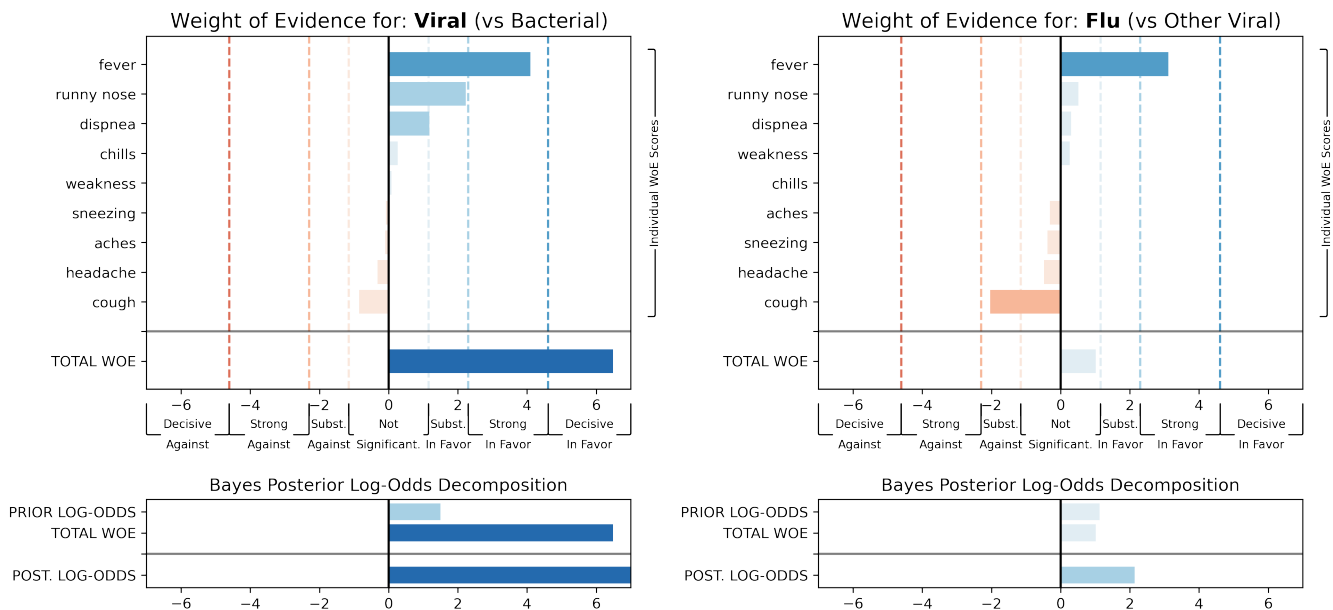 Weight of Evidence for: Viral (vs Bacterial)
fever
runny nose
dispnea
chills
weakness
sneezing
aches
headache
cough
TOTAL WOE
Individual WoE Scores
−6 −4 −2 0 2 4 6
Decisive Strong Subst. Not Subst. Strong Decisive
Against Against Against Significant. In Favor In Favor In Favor
Bayes Posterior Log-Odds Decomposition
PRIOR LOG-ODDS
TOTAL WOE
POST. LOG-ODDS
−6 −4 −2 0 2 4 6
Weight of Evidence for: Flu (vs Other Viral)
fever
runny nose
dispnea
weakness
chills
aches
sneezing
headache
cough
TOTAL WOE
Individual WoE Scores
−6 −4 −2 0 2 4 6
Decisive Strong Subst. Not Subst. Strong Decisive
Against Against Against Significant. In Favor In Favor In Favor
Bayes Posterior Log-Odds Decomposition
PRIOR LOG-ODDS
TOTAL WOE
POST. LOG-ODDS
−6 −4 −2 0 2 4 6